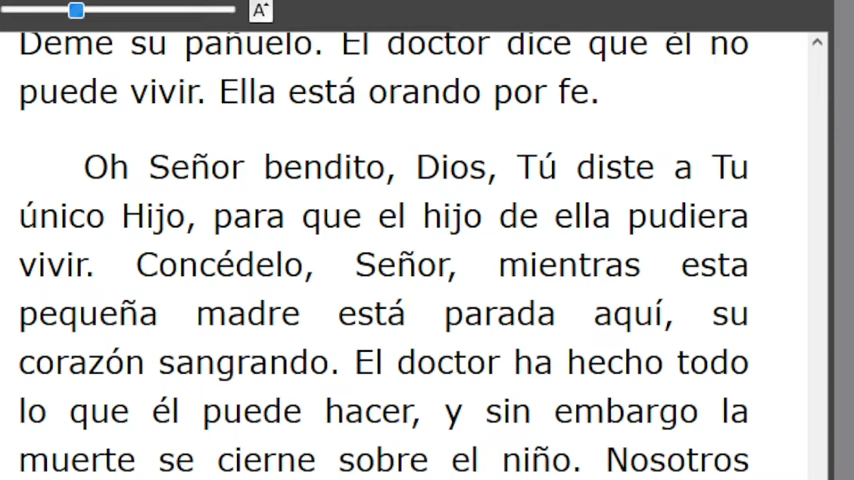 A
Deme su pañuelo. El doctor dice que él no
puede vivir. Ella está orando por fe.
Oh Señor bendito, Dios, Tú diste a Tu
único Hijo, para que el hijo de ella pudiera
vivir. Concédelo, Señor, mientras esta
pequeña madre está parada aquí, su
corazón sangrando. El doctor ha hecho todo
lo que él puede hacer, y sin embargo la
muerte se cierne sobre el niño. Nosotros